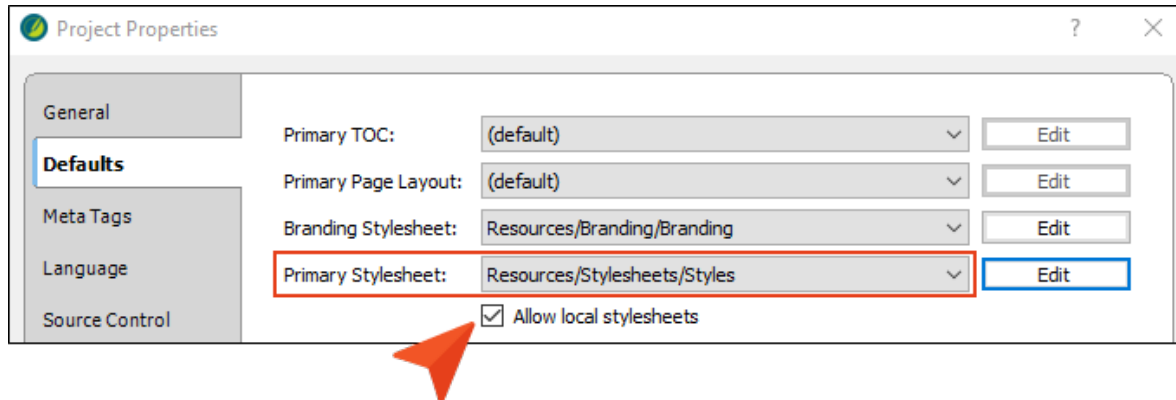 Project Properties ?
General
Defaults
Meta Tags
Language
Source Control
Primary TOC: (default) Edit
Primary Page Layout: (default) Edit
Branding Stylesheet: Resources/Branding/Branding Edit
Primary Stylesheet: Resources/Stylesheets/Styles Edit
Allow local stylesheets